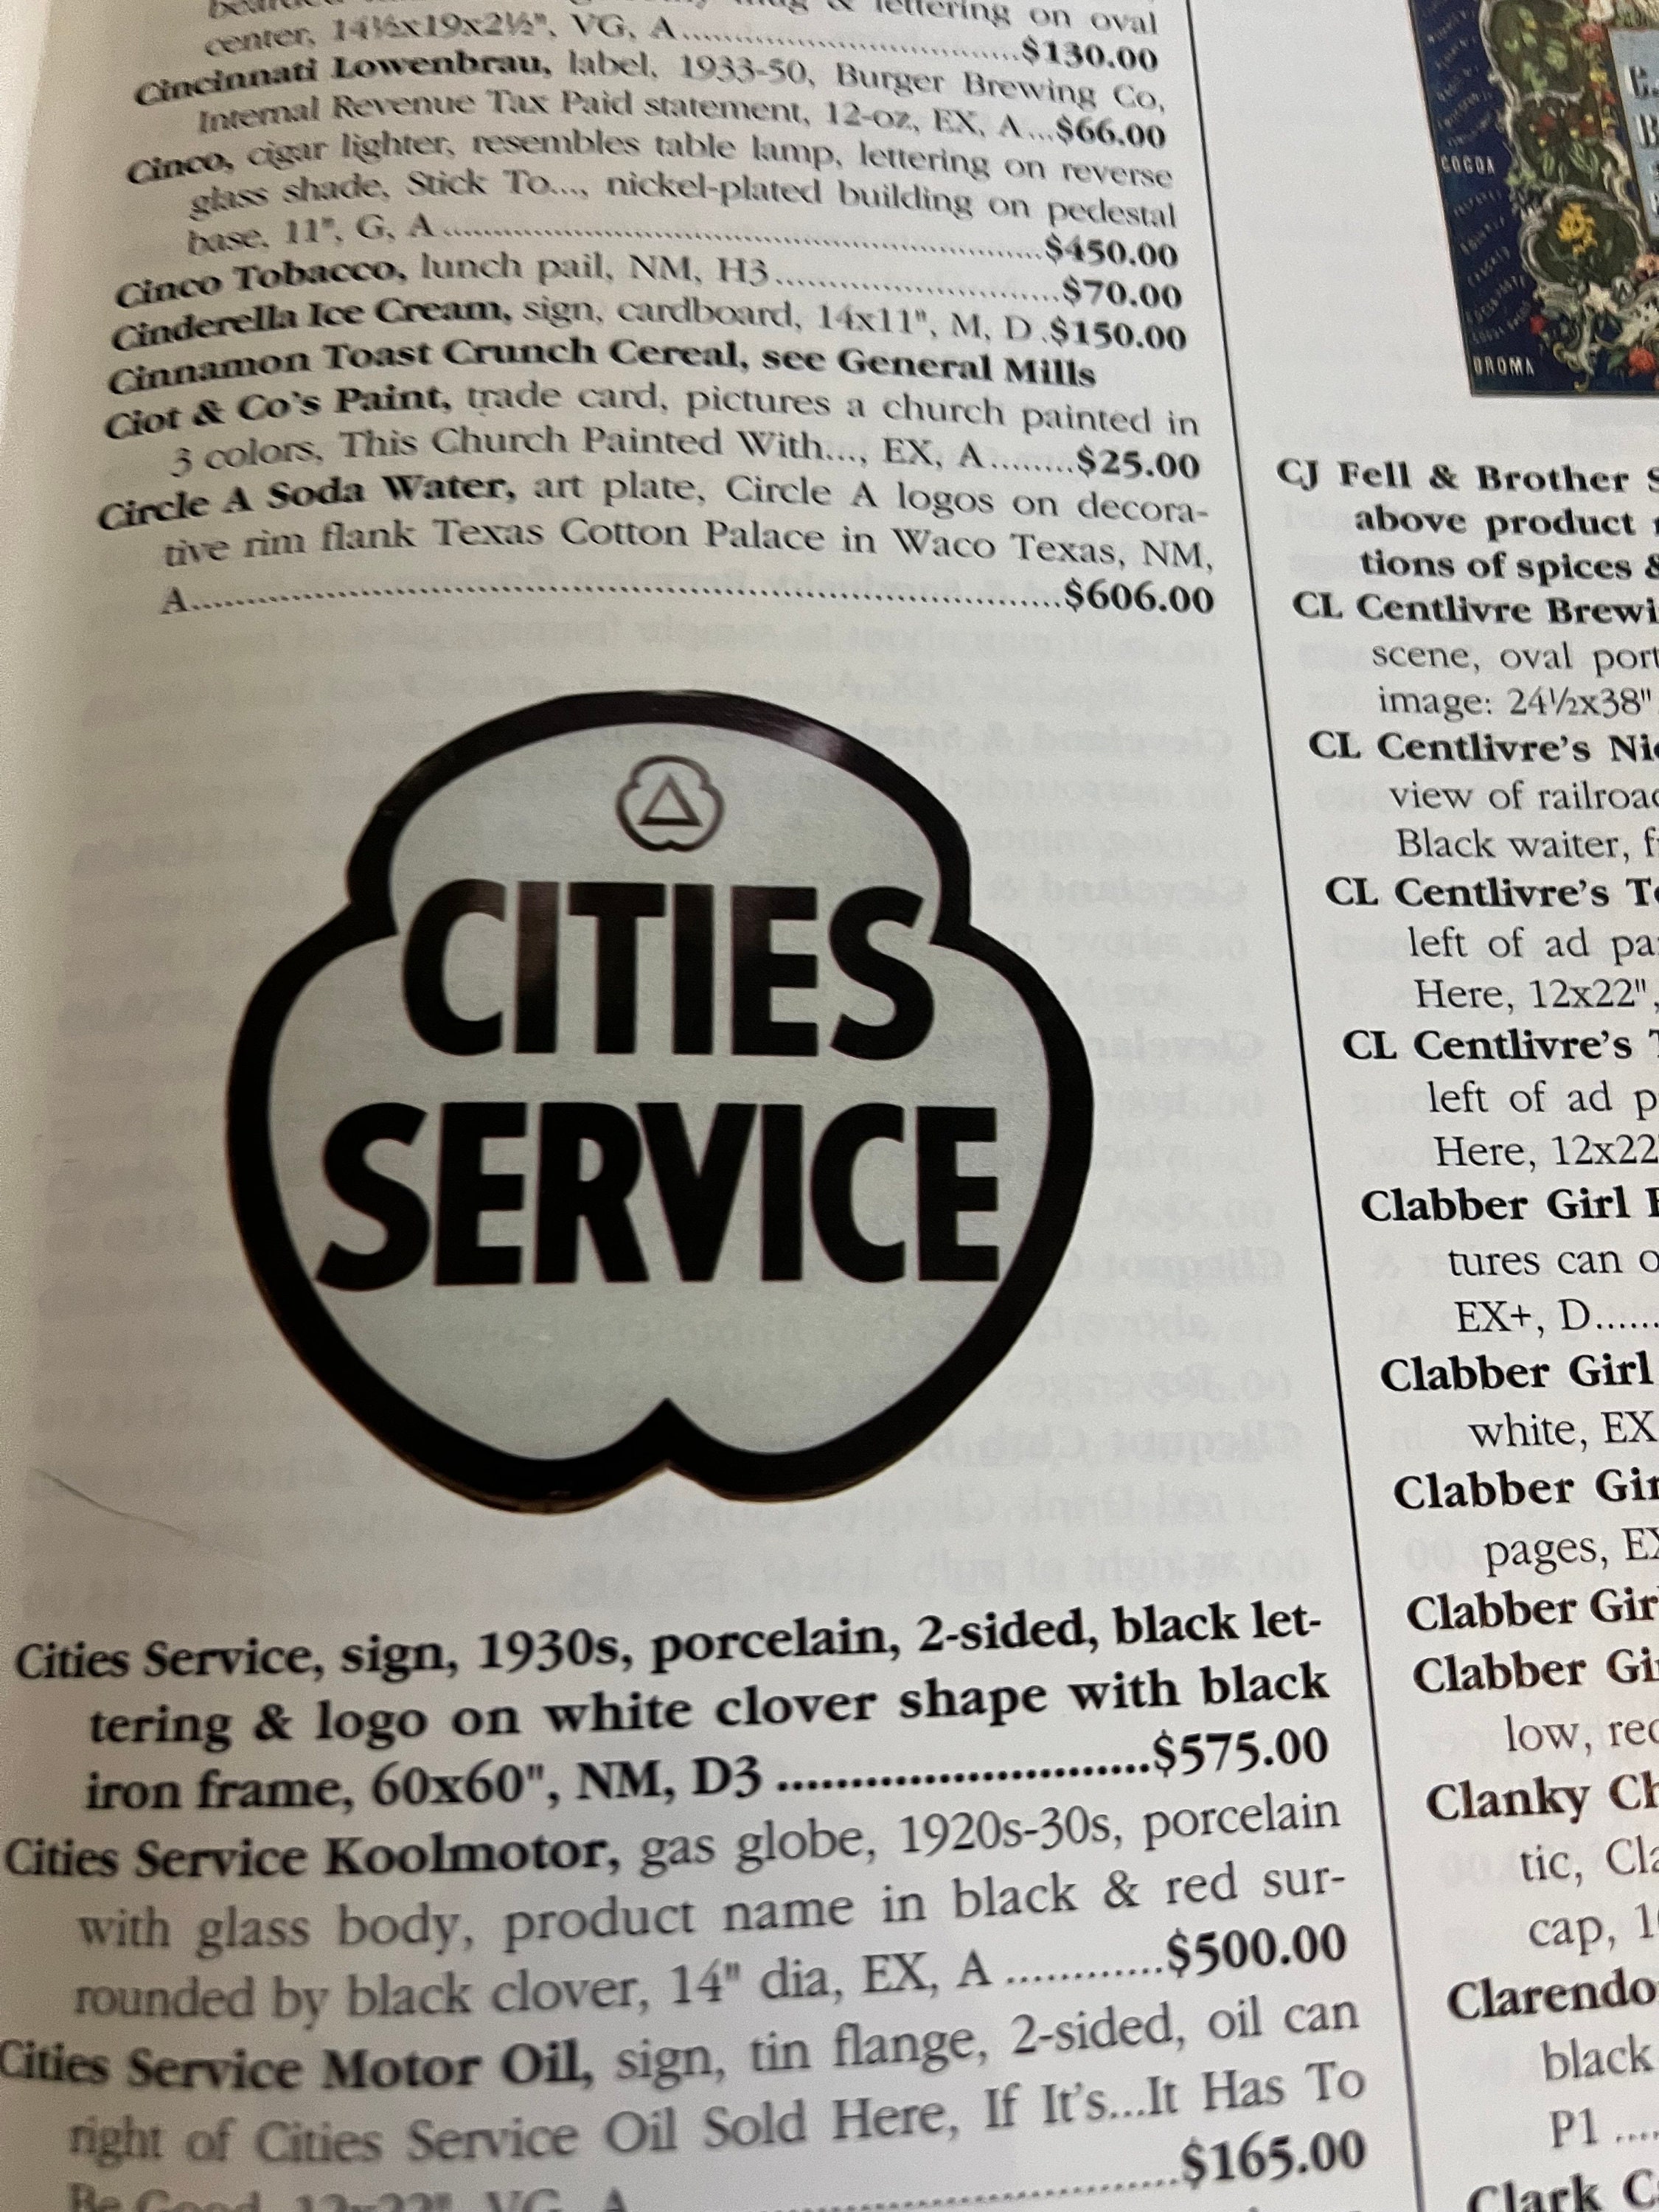 center, 14½x19x2½", VG, A..............................$130.00
Cincinnati Lowenbrau, label, 1933-50, Burger Brewing Co,
Internal Revenue Tax Paid statement, 12-oz, EX, A...$66.00
Cinco, cigar lighter, resembles table lamp, lettering on reverse
glass shade, Stick To..., nickel-plated building on pedestal
base, 11", G, A..............................$450.00
Cinco Tobacco, lunch pail, NM, H3..............................$70.00
Cinderella Ice Cream, sign, cardboard, 14x11", M, D.$150.00
Cinnamon Toast Crunch Cereal, see General Mills
Ciot & Co's Paint, trade card, pictures a church painted in
3 colors, This Church Painted With..., EX, A........$25.00
Circle A Soda Water, art plate, Circle A logos on decora-
tive rim flank Texas Cotton Palace in Waco Texas, NM,
A..............................$606.00
CITIES
SERVICE
Cities Service, sign, 1930s, porcelain, 2-sided, black let-
tering & logo on white clover shape with black
iron frame, 60x60", NM, D3..............................$575.00
Cities Service Koolmotor, gas globe, 1920s-30s, porcelain
with glass body, product name in black & red sur-
rounded by black clover, 14" dia, EX, A............$500.00
Cities Service Motor Oil, sign, tin flange, 2-sided, oil can
right of Cities Service Oil Sold Here, If It's...It Has To
Be Good, 12x22", VG, A..............................$165.00
COCOA
BROMA
CJ Fell & Brother
above product
tions of spices &
CL Centlivre
scene, oval
image: 24½x38"
CL Centlivre's
view of
Black waiter,
CL Centlivre's
left of ad
Here, 12x22",
CL Centlivre's
left of ad
Here, 12x22
Clabber Girl
tures can
EX+, D......
Clabber Girl
white, EX
Clabber
pages,
Clabber
Clabber
low,
Clanky
tic,
cap,
black
P1....
Clark